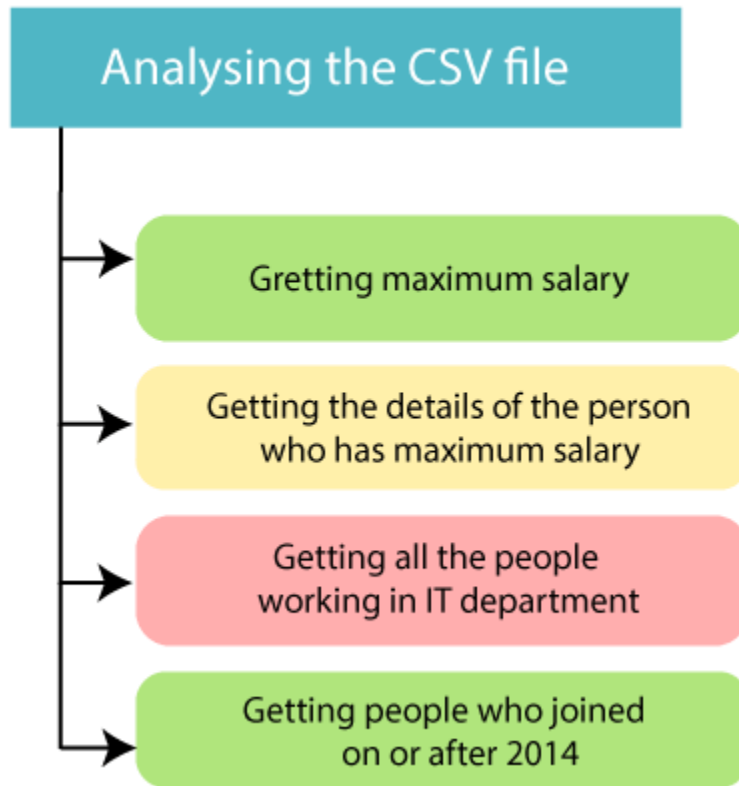 Analysing the CSV file
Gretting maximum salary
Getting the details of the person
who has maximum salary
Getting all the people
working in IT department
Getting people who joined
on or after 2014